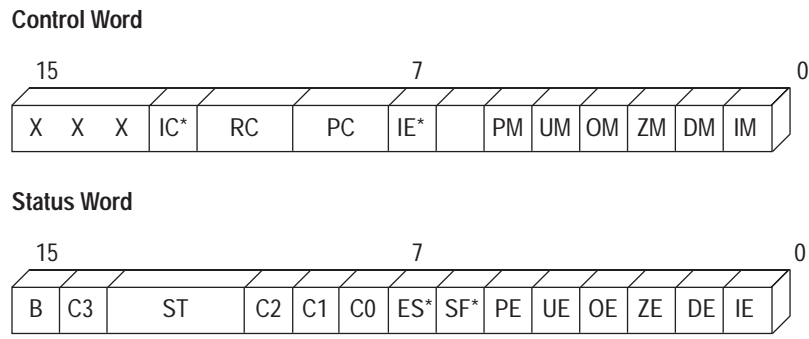 Control Word
15 7 0
X X X IC* RC PC IE* PM UM OM ZM DM IM
Status Word
15 7 0
B C3 ST C2 C1 C0 ES* SF* PE UE OE ZE DE IE